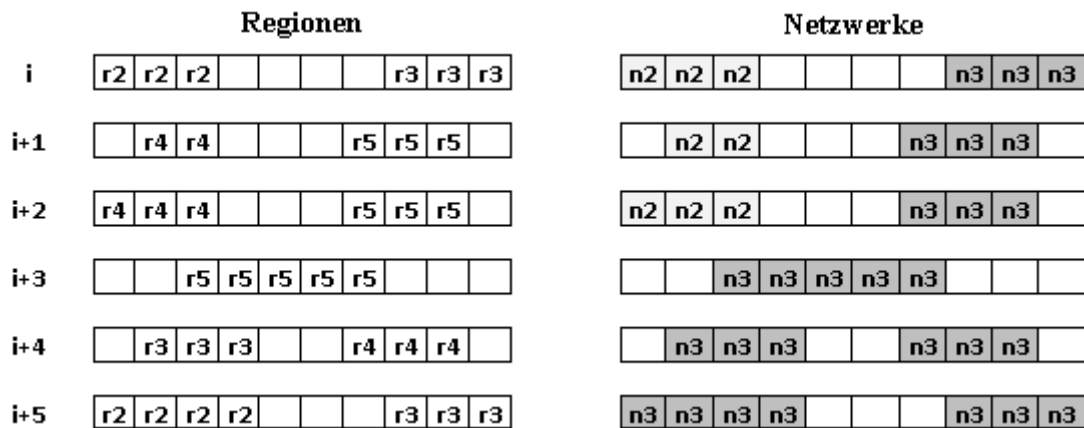 Regionen Netzwerke
i r2 r2 r2 r3 r3 r3 n2 n2 n2 n3 n3 n3
i+1 r4 r4 r5 r5 r5 n2 n2 n3 n3 n3
i+2 r4 r4 r4 r5 r5 r5 n2 n2 n2 n3 n3 n3
i+3 r5 r5 r5 r5 r5 n3 n3 n3 n3 n3
i+4 r3 r3 r3 r4 r4 r4 n3 n3 n3 n3 n3 n3
i+5 r2 r2 r2 r2 r3 r3 r3 n3 n3 n3 n3 n3 n3 n3